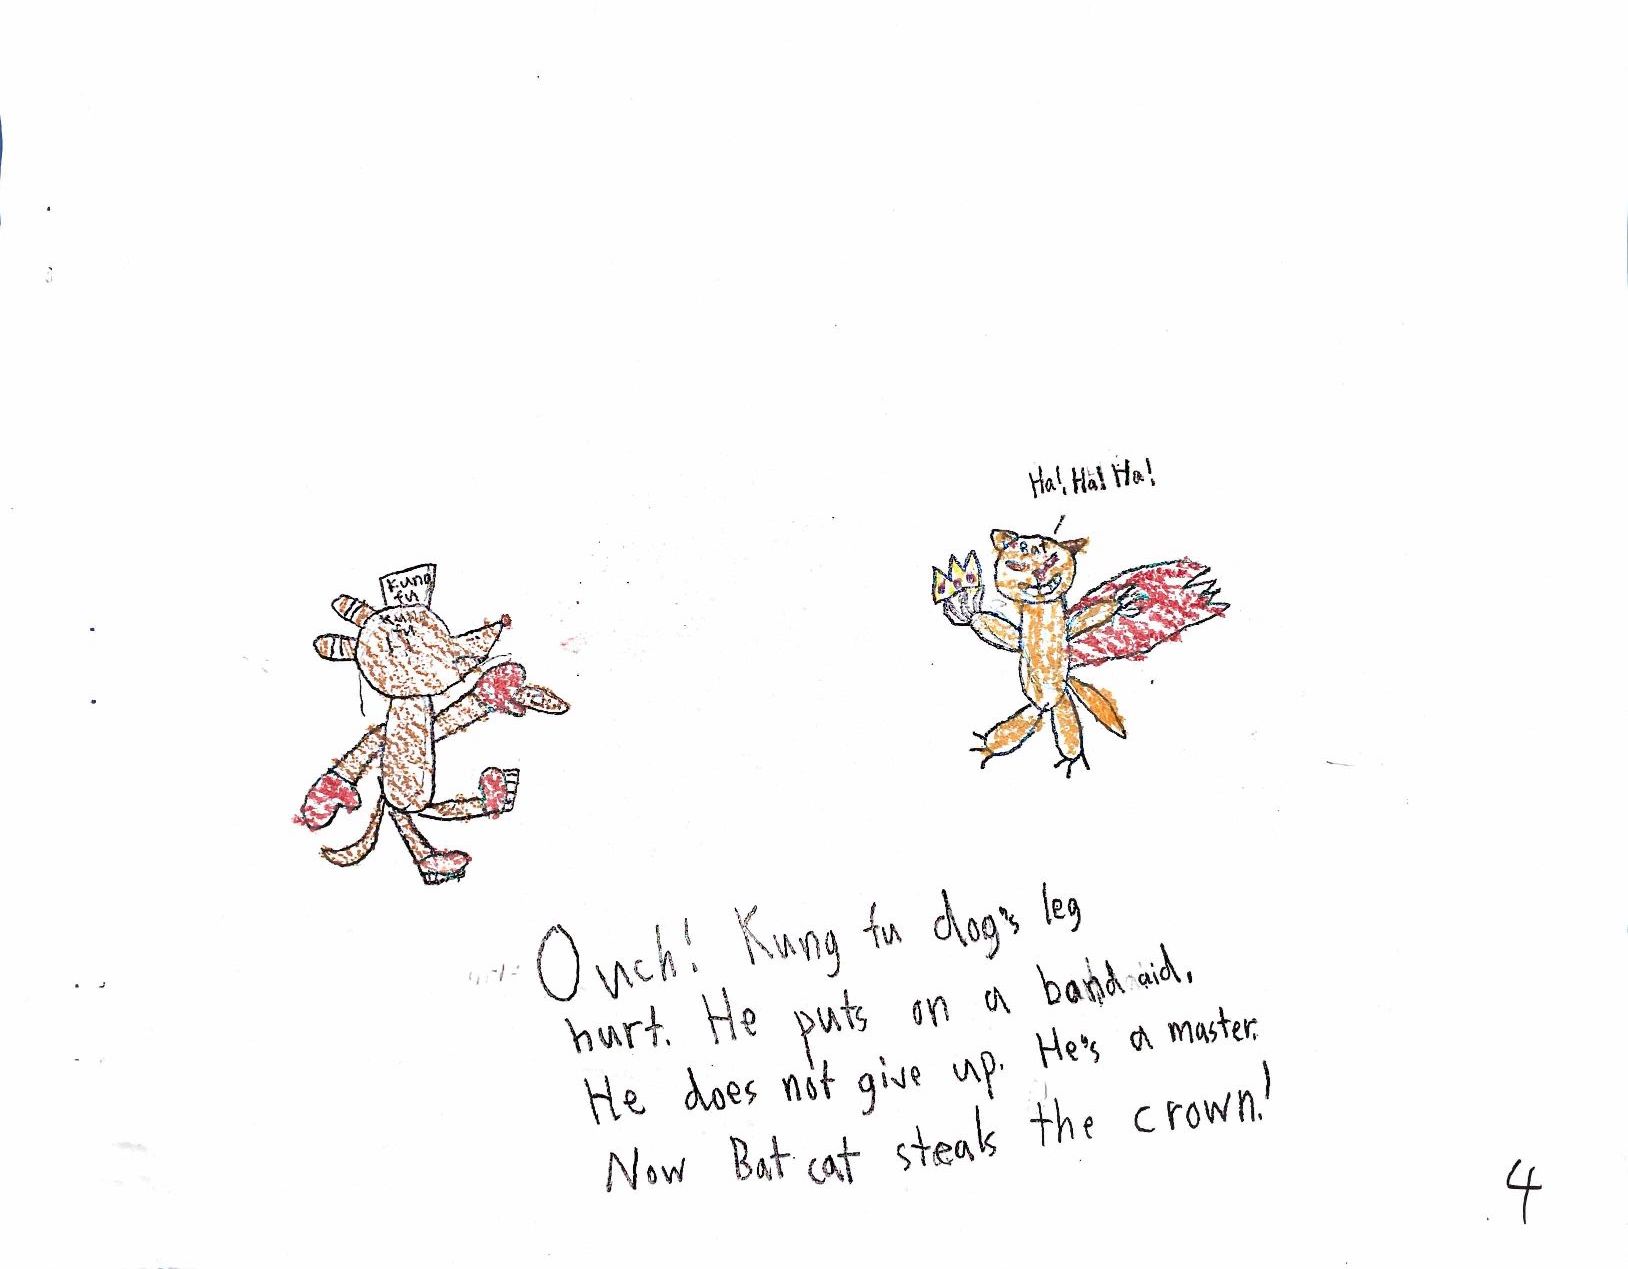 Ha! Ha! Ha!
Bat
Kung
fu
Kung
fu
Ouch! Kung fu dog's leg
hurt. He puts on a band aid.
He does not give up. He's a master.
Now Bat cat steals the crown!
4